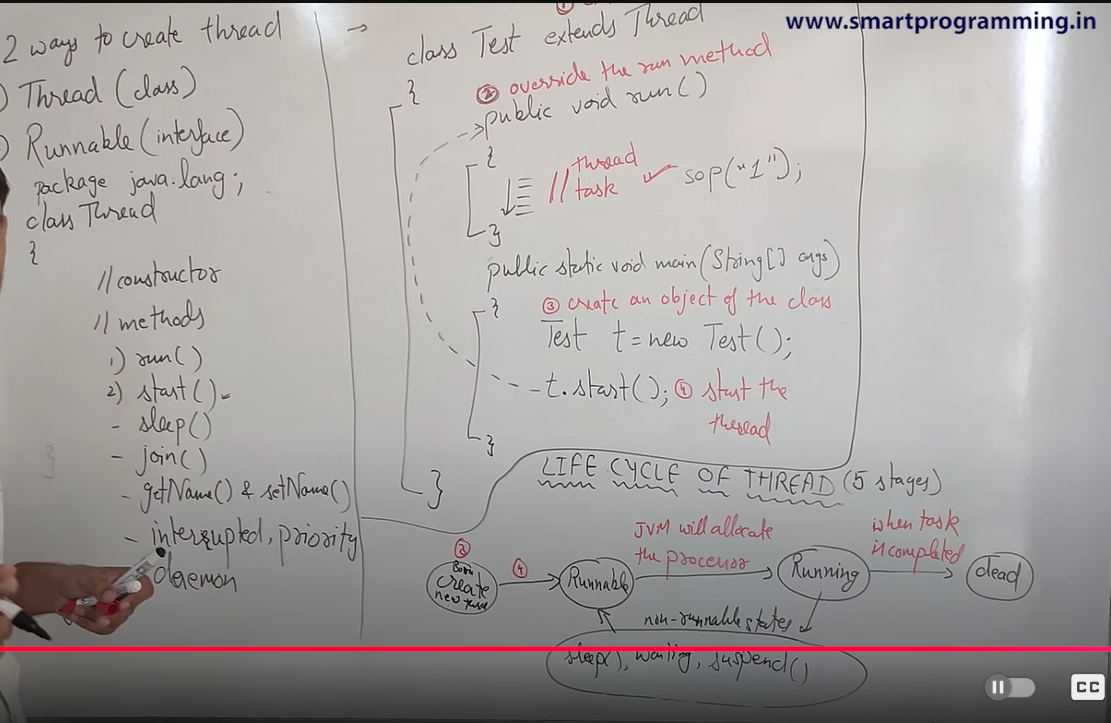 www.smartprogramming.in
2 ways to create thread
) Thread (class)
) Runnable (interface)
package java.lang;
class Thread
{
// constructor
// methods
1) run()
2) start()-
- sleep()
- join()
- getName() & setName()
- interrupted, priority
daemon
→ class Test extends Thread
{
② override the run method
public void run()
{
// thread task ✓ sop("1");
}
public static void main(String[] args)
{
③ create an object of the class
Test t = new Test();
t.start(); ④ start the
thread
}
}
LIFE CYCLE OF THREAD (5 stages)
③
Born
create
new
④
Runnable
JVM will allocate
the processor
Running
when task
is completed
dead
non-runnable states
sleep(), waiting, suspend()
CC